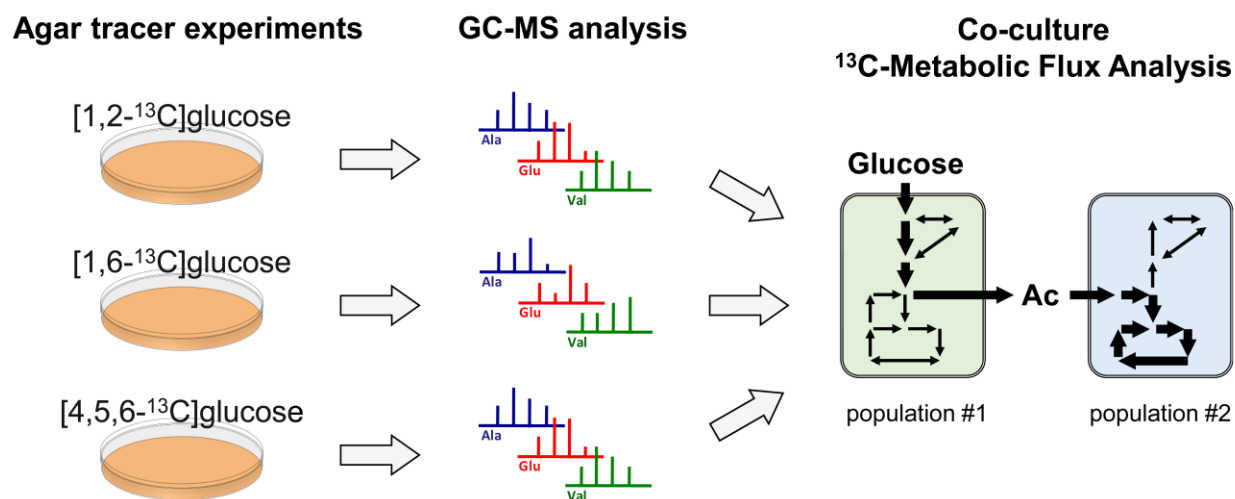 Agar tracer experiments
GC-MS analysis
Co-culture
¹³C-Metabolic Flux Analysis
[1,2-¹³C]glucose
Ala
Glu
Val
[1,6-¹³C]glucose
Ala
Glu
Val
[4,5,6-¹³C]glucose
Ala
Glu
Val
Glucose
Ac
population #1
population #2